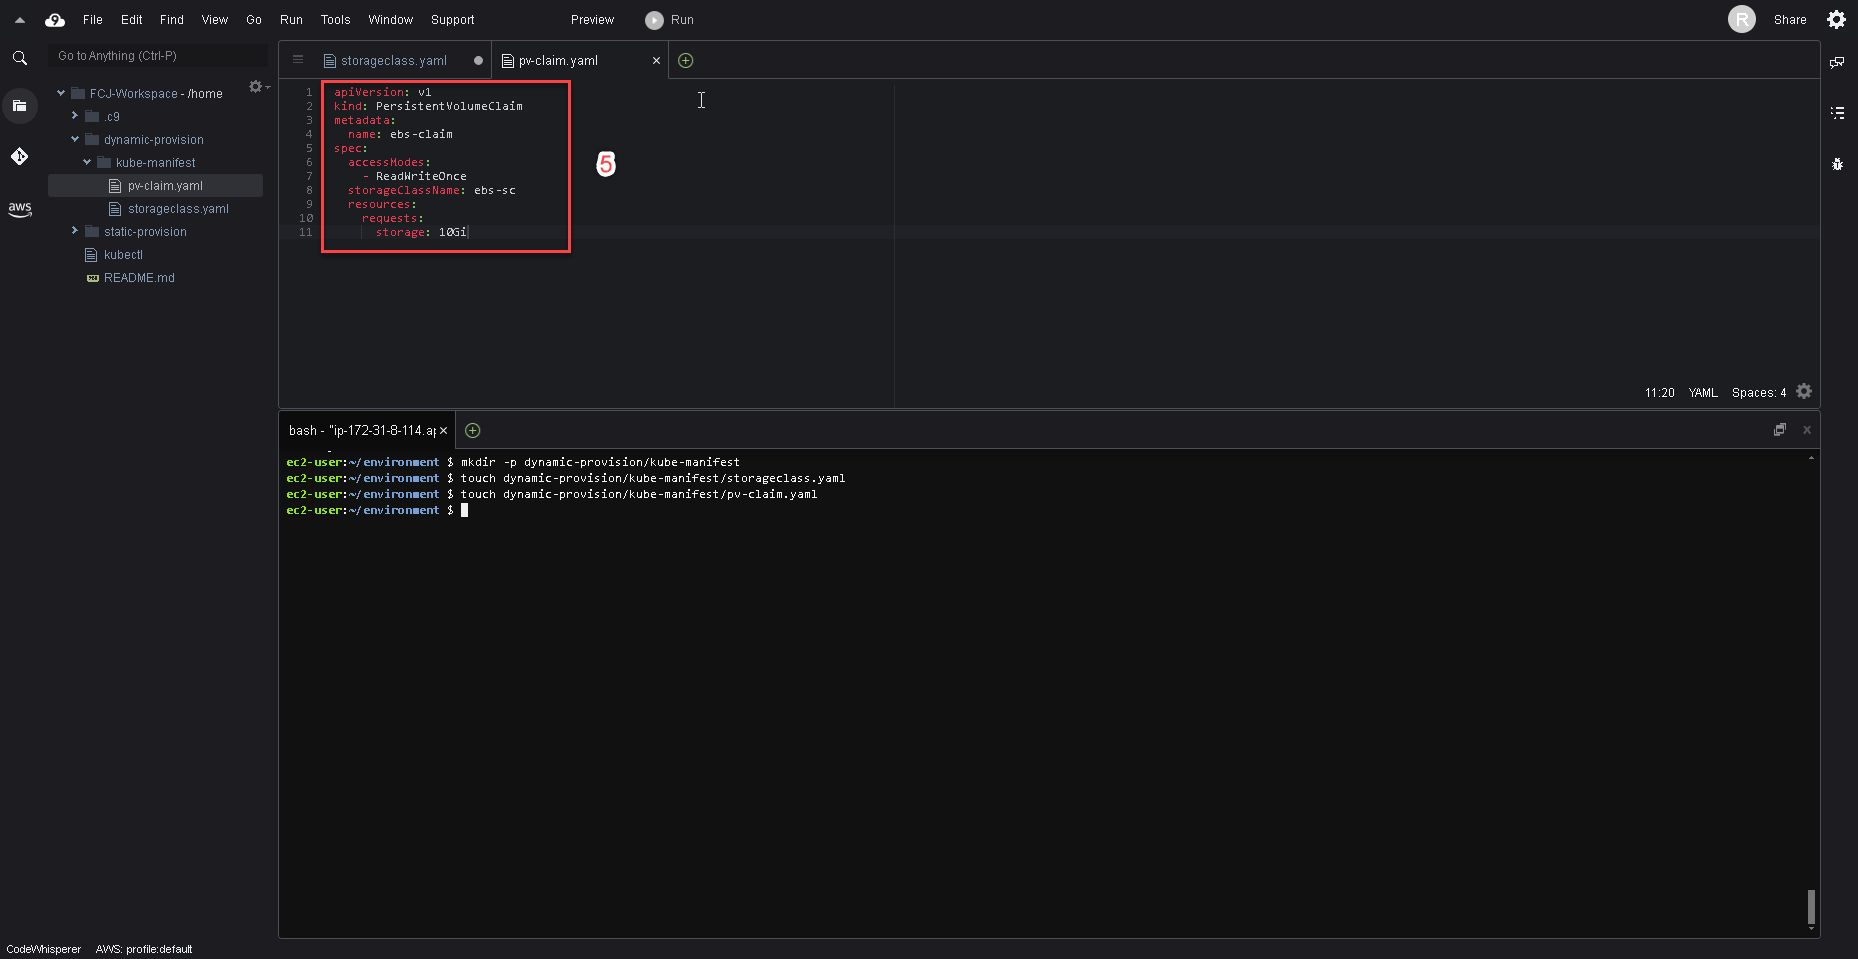 9 File Edit Find View Go Run Tools Window Support Preview Run R Share
Go to Anything (Ctrl-P)
FCJ-Workspace - /home
.c9
dynamic-provision
kube-manifest
pv-claim.yaml
storageclass.yaml
static-provision
kubectl
README.md
aws
storageclass.yaml pv-claim.yaml
1 apiVersion: v1
2 kind: PersistentVolumeClaim
3 metadata:
4 name: ebs-claim
5 spec:
6 accessModes:
7 - ReadWriteOnce
8 storageClassName: ebs-sc
9 resources:
10 requests:
11 storage: 10Gi
5
11:20 YAML Spaces: 4
bash - "ip-172-31-8-114.ap
ec2-user:~/environment $ mkdir -p dynamic-provision/kube-manifest
ec2-user:~/environment $ touch dynamic-provision/kube-manifest/storageclass.yaml
ec2-user:~/environment $ touch dynamic-provision/kube-manifest/pv-claim.yaml
ec2-user:~/environment $
CodeWhisperer AWS: profile:default